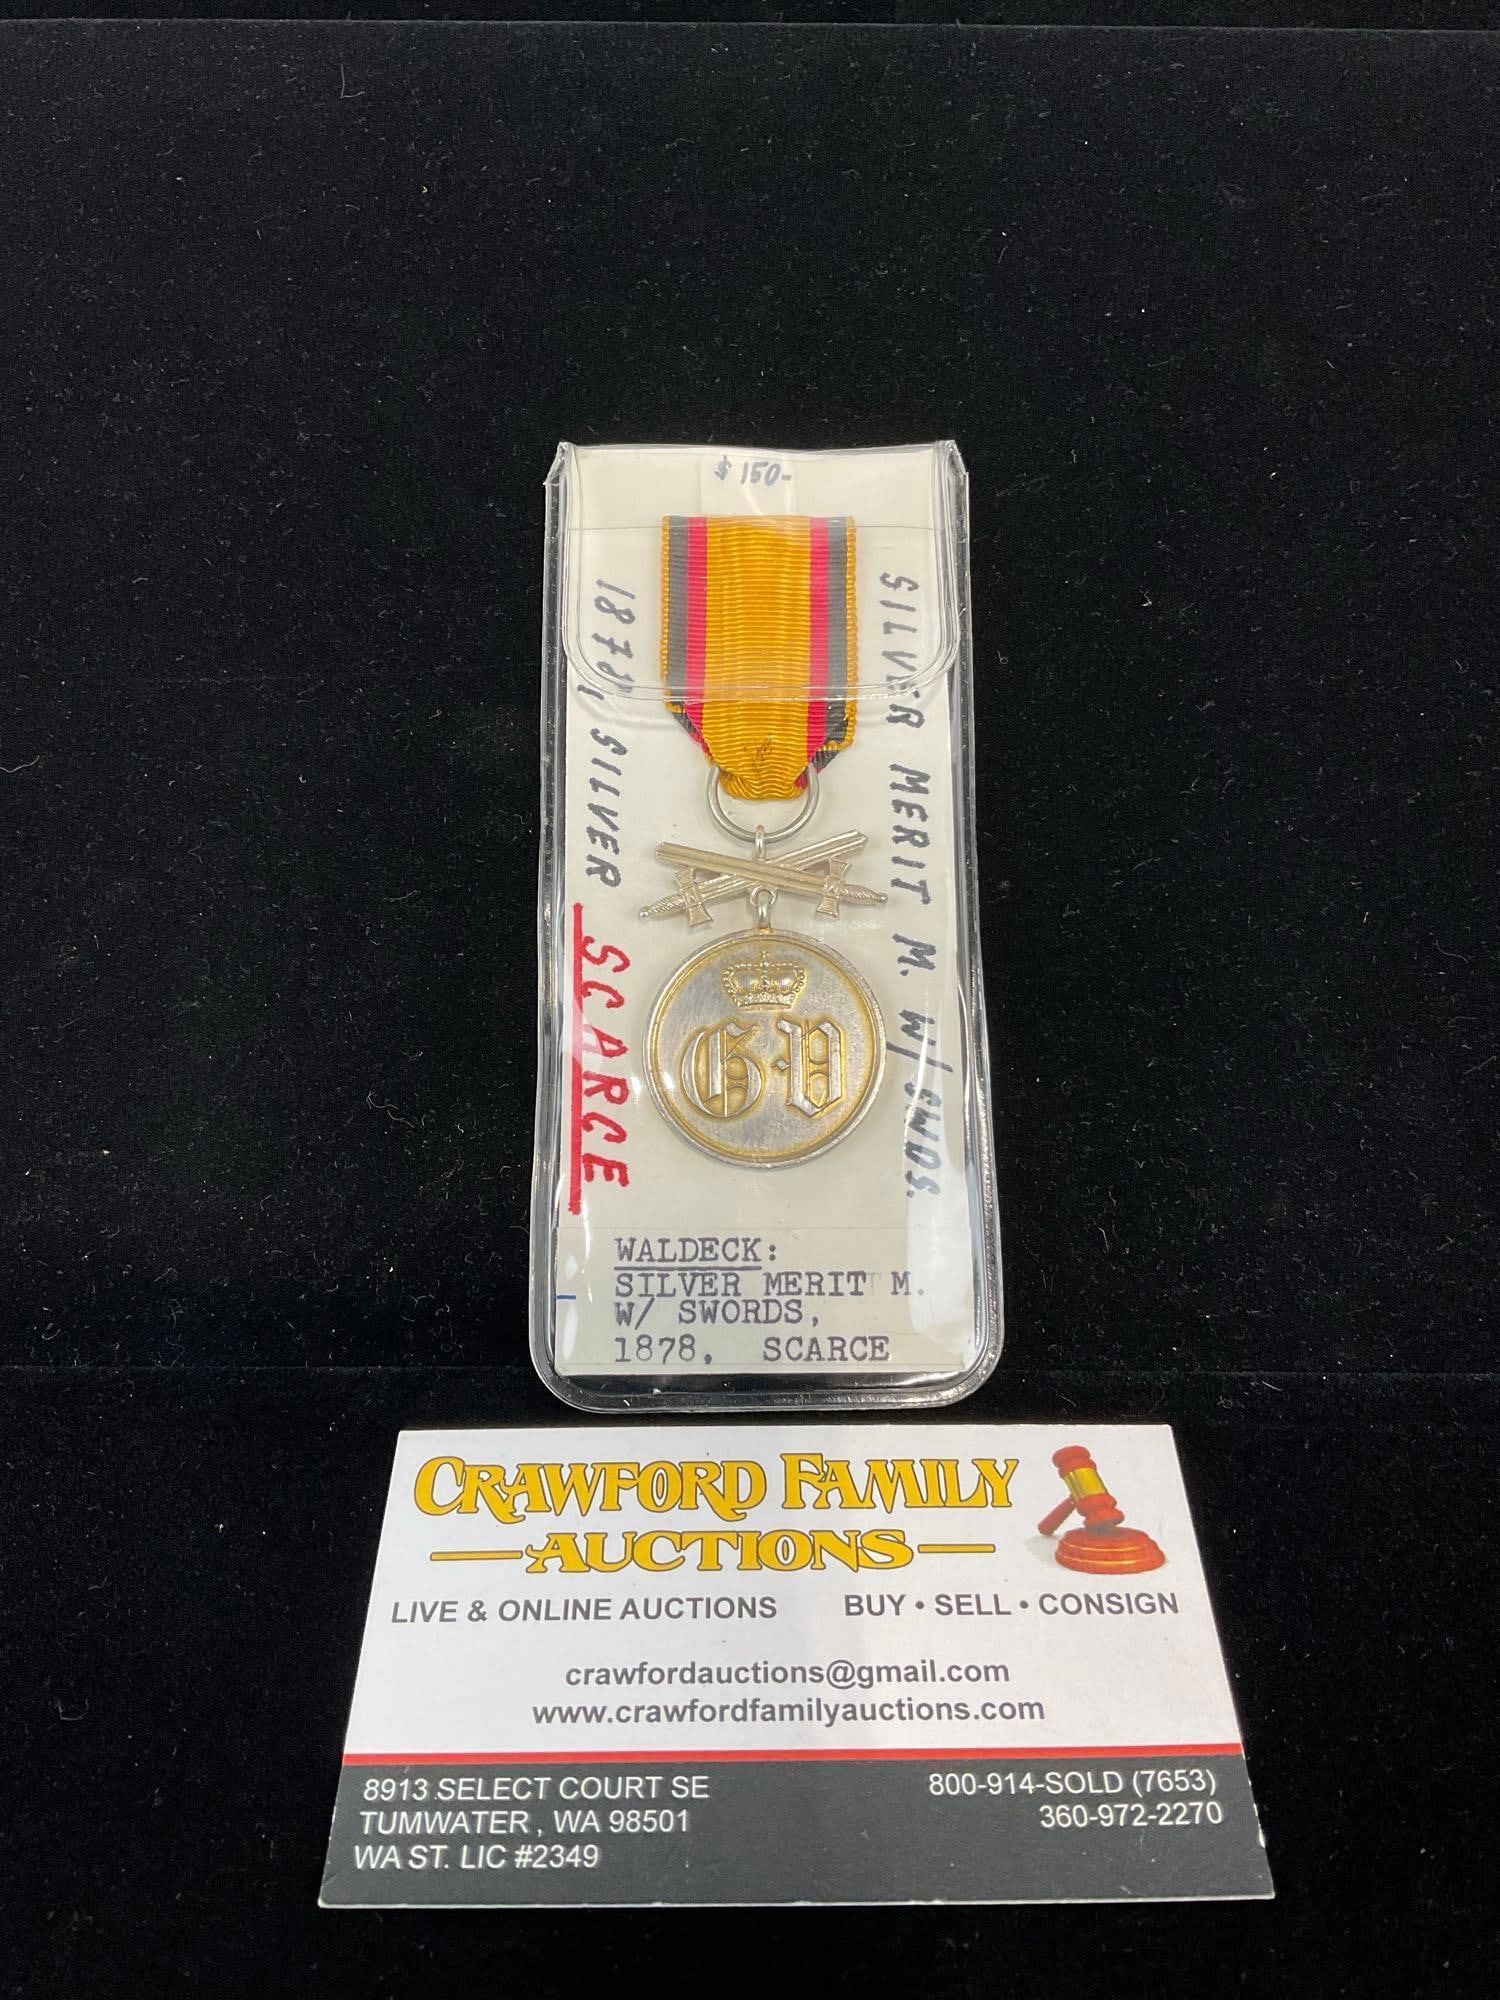 $ 150-
SILVER MERIT M. W/ SWDS.
SILVER
SCARCE
G·V
WALDECK:
SILVER MERIT M.
W/ SWORDS,
1878, SCARCE
CRAWFORD FAMILY
AUCTIONS
LIVE & ONLINE AUCTIONS BUY • SELL • CONSIGN
crawfordauctions@gmail.com
www.crawfordfamilyauctions.com
8913 SELECT COURT SE
TUMWATER, WA 98501
WA ST. LIC #2349
800-914-SOLD (7653)
360-972-2270